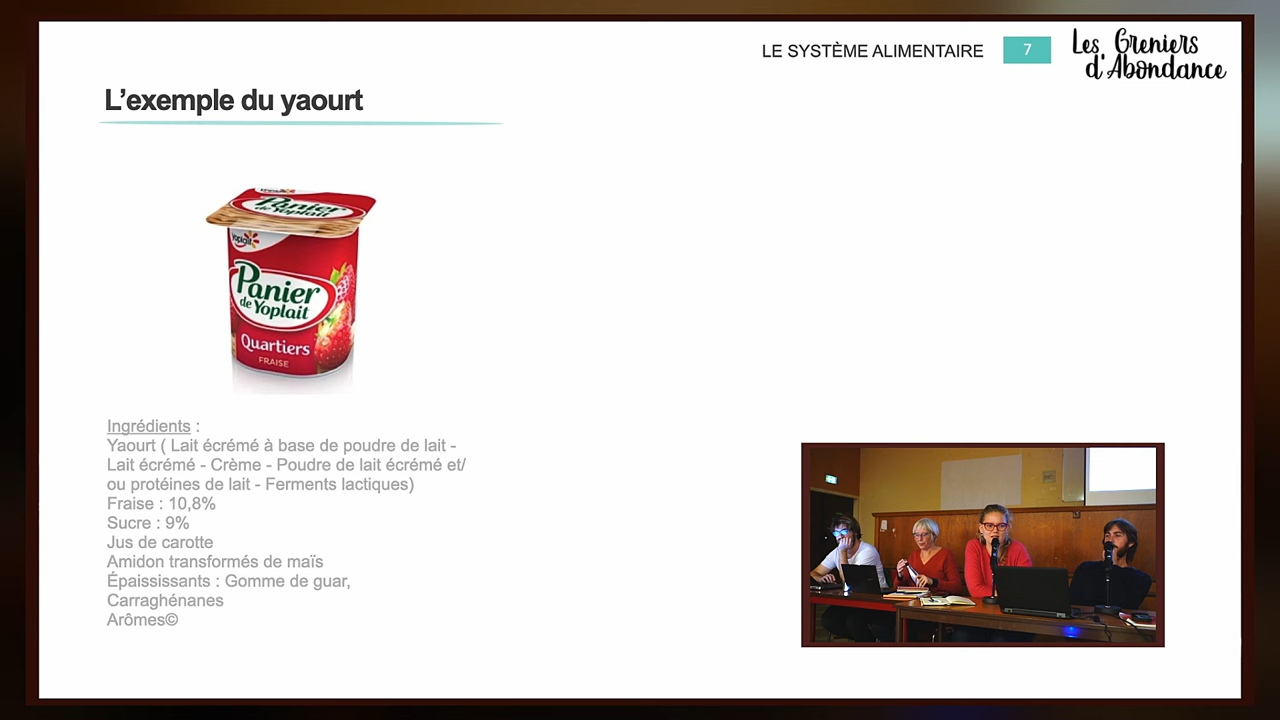 LE SYSTÈME ALIMENTAIRE
7
Les Greniers
d'Abondance
L'exemple du yaourt
Panier
de Yoplait
Yoplait
Panier
de Yoplait
Quartiers
FRAISE
Ingrédients :
Yaourt ( Lait écrémé à base de poudre de lait -
Lait écrémé - Crème - Poudre de lait écrémé et/
ou protéines de lait - Ferments lactiques)
Fraise : 10,8%
Sucre : 9%
Jus de carotte
Amidon transformés de maïs
Épaississants : Gomme de guar,
Carraghénanes
Arômes©